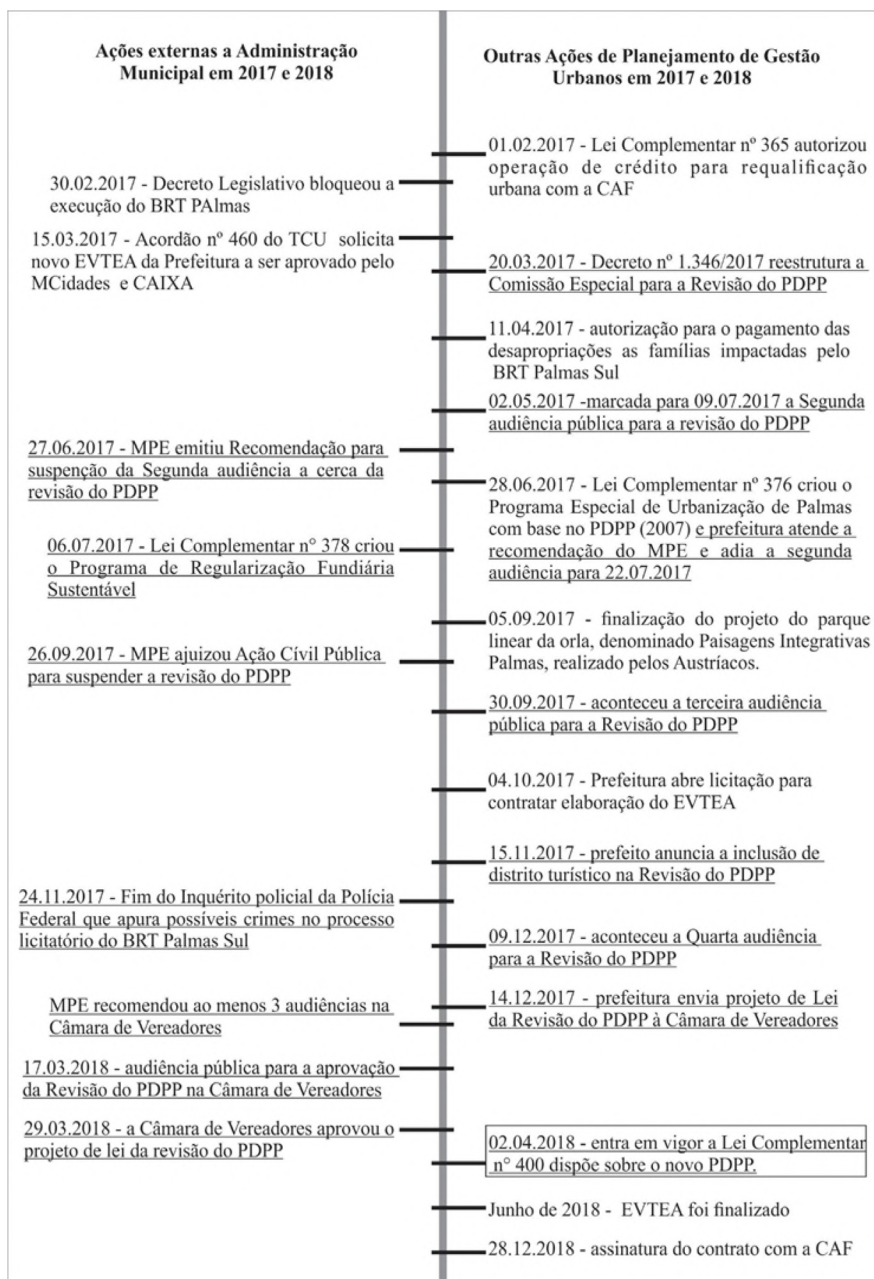 Ações externas a Administração
Municipal em 2017 e 2018
Outras Ações de Planejamento de Gestão
Urbanos em 2017 e 2018
01.02.2017 - Lei Complementar nº 365 autorizou
operação de crédito para requalificação
urbana com a CAF
30.02.2017 - Decreto Legislativo bloqueou a
execução do BRT PAlmas
15.03.2017 - Acordão nº 460 do TCU solicita
novo EVTEA da Prefeitura a ser aprovado pelo
MCidades e CAIXA
20.03.2017 - Decreto nº 1.346/2017 reestrutura a
Comissão Especial para a Revisão do PDPP
11.04.2017 - autorização para o pagamento das
desapropriações as famílias impactadas pelo
BRT Palmas Sul
02.05.2017 -marcada para 09.07.2017 a Segunda
audiência pública para a revisão do PDPP
27.06.2017 - MPE emitiu Recomendação para
suspenção da Segunda audiência a cerca da
revisão do PDPP
28.06.2017 - Lei Complementar nº 376 criou o
Programa Especial de Urbanização de Palmas
com base no PDPP (2007) e prefeitura atende a
recomendação do MPE e adia a segunda
audiência para 22.07.2017
06.07.2017 - Lei Complementar n° 378 criou
o Programa de Regularização Fundiária
Sustentável
05.09.2017 - finalização do projeto do parque
linear da orla, denominado Paisagens Integrativas
Palmas, realizado pelos Austríacos.
26.09.2017 - MPE ajuizou Ação Cívil Pública
para suspender a revisão do PDPP
30.09.2017 - aconteceu a terceira audiência
pública para a Revisão do PDPP
04.10.2017 - Prefeitura abre licitação para
contratar elaboração do EVTEA
15.11.2017 - prefeito anuncia a inclusão de
distrito turístico na Revisão do PDPP
24.11.2017 - Fim do Inquérito policial da Polícia
Federal que apura possíveis crimes no processo
licitatório do BRT Palmas Sul
09.12.2017 - aconteceu a Quarta audiência
para a Revisão do PDPP
14.12.2017 - prefeitura envia projeto de Lei
da Revisão do PDPP à Câmara de Vereadores
MPE recomendou ao menos 3 audiências na
Câmara de Vereadores
17.03.2018 - audiência pública para a aprovação
da Revisão do PDPP na Câmara de Vereadores
29.03.2018 - a Câmara de Vereadores aprovou o
projeto de lei da revisão do PDPP
02.04.2018 - entra em vigor a Lei Complementar
n° 400 dispõe sobre o novo PDPP.
Junho de 2018 - EVTEA foi finalizado
28.12.2018 - assinatura do contrato com a CAF